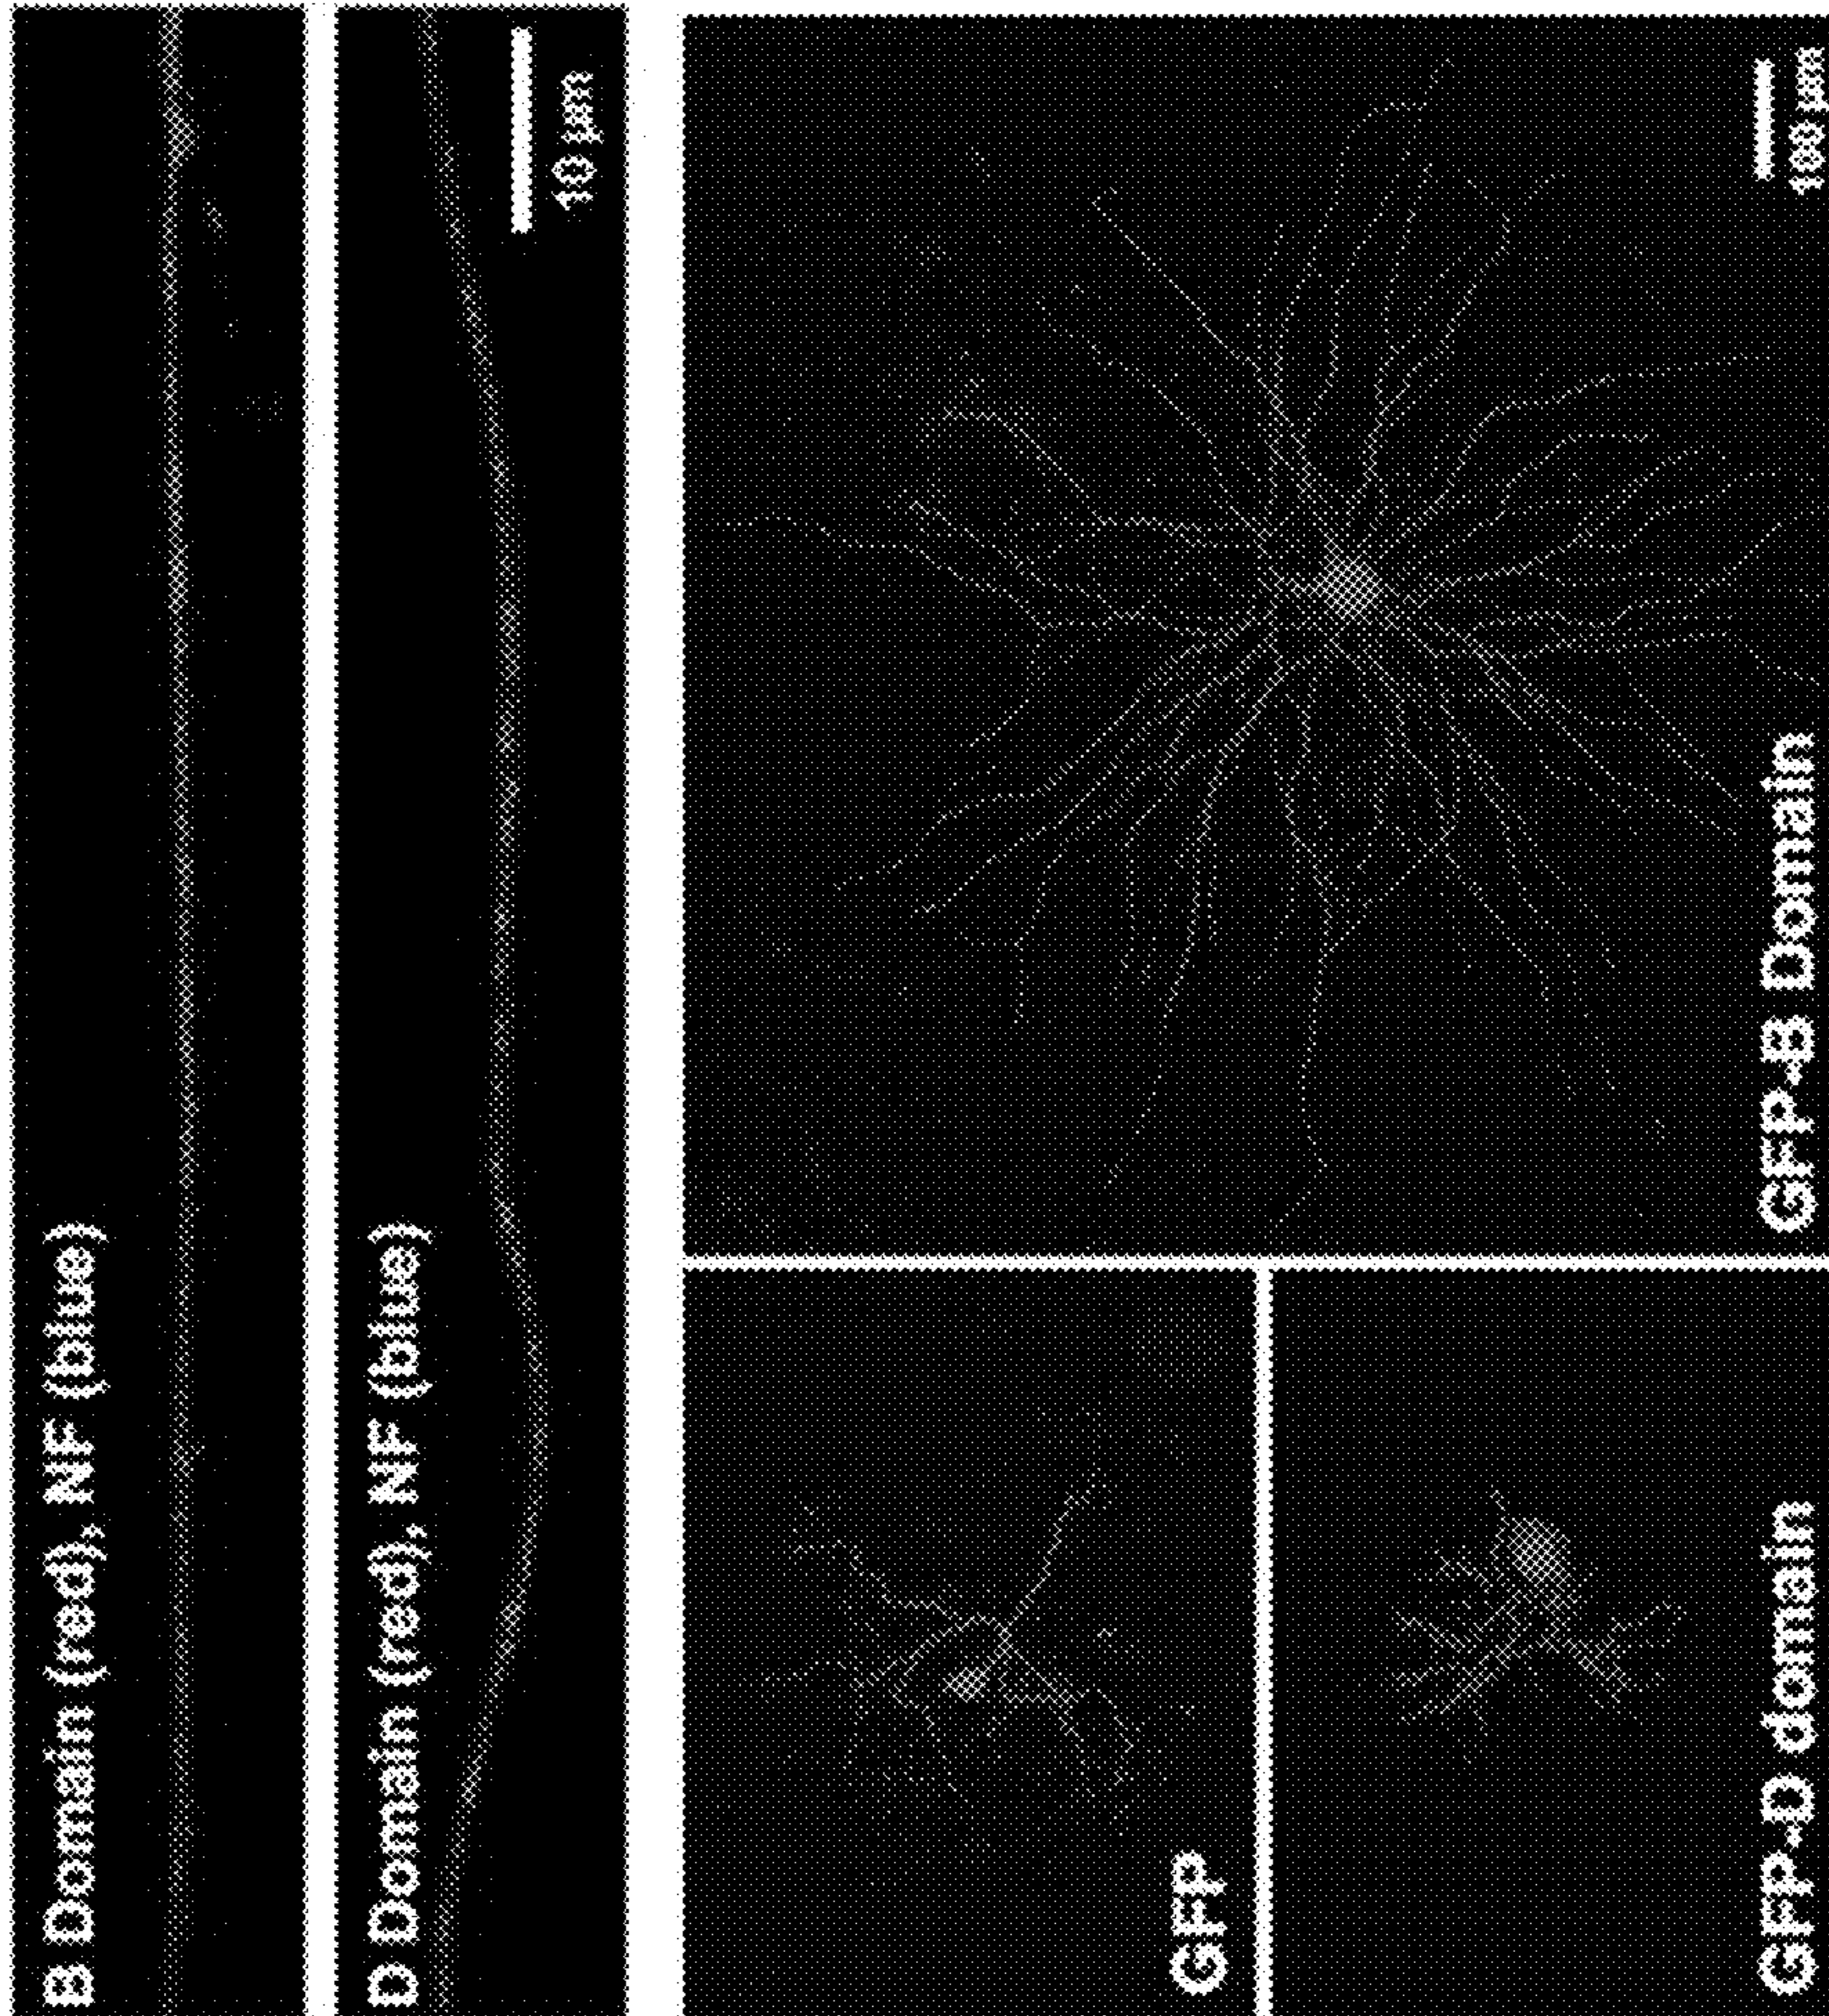 B Domain (red), NF (blue)
D Domain (red), NF (blue)
10 µm
GFP
GFP-B Domain
100 µm
GFP-D domain